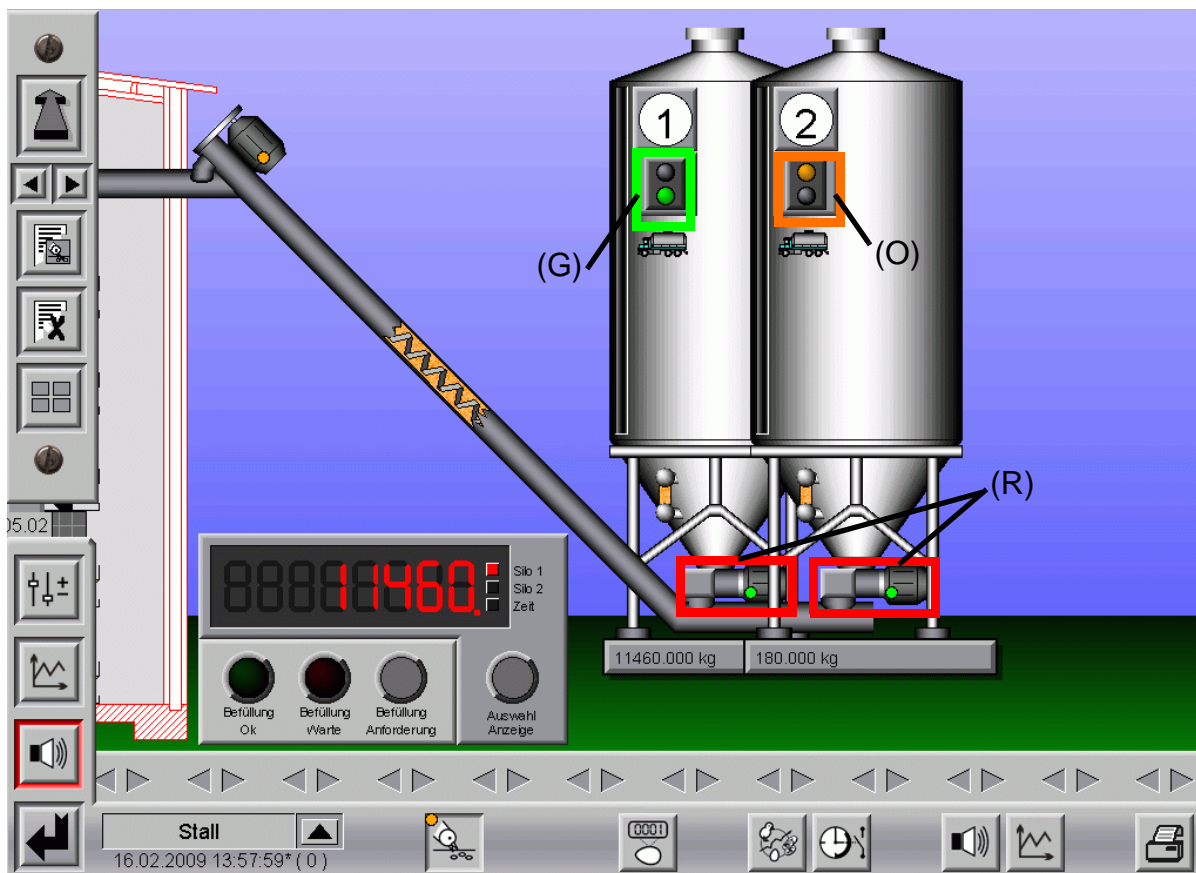 1
2
(G)
(O)
(R)
05.02
11460.
Silo 1
Silo 2
Zeit
Befüllung
Ok
Befüllung
Warte
Befüllung
Anforderung
Auswahl
Anzeige
11460.000 kg
180.000 kg
Stall
16.02.2009 13:57:59* ( 0 )
0001